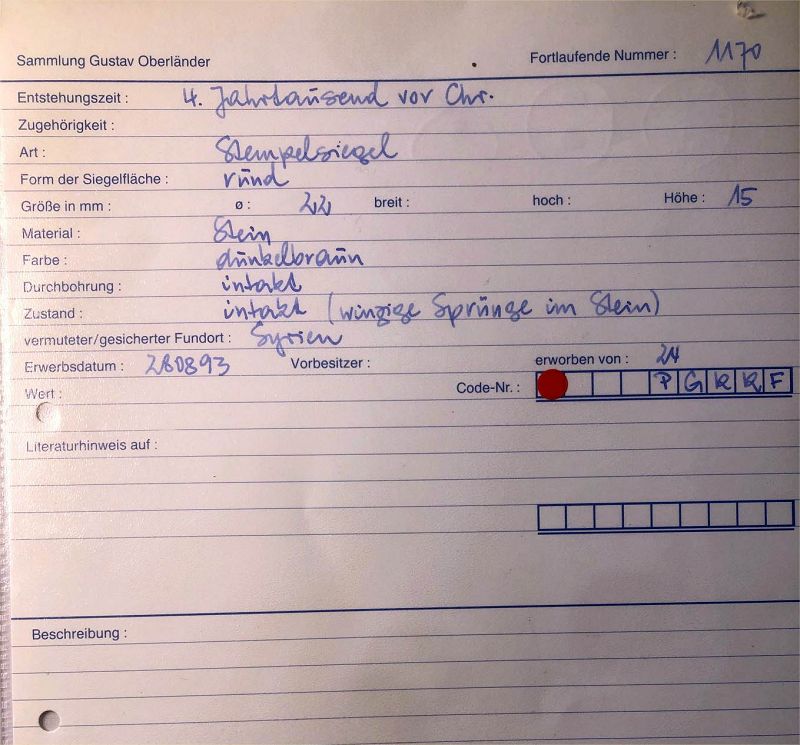 Sammlung Gustav Oberländer Fortlaufende Nummer : 1170
Entstehungszeit : 4. Jahrtausend vor Chr.
Zugehörigkeit :
Art : Stempelsiegel
Form der Siegelfläche : rund
Größe in mm : ø : 22 breit : hoch : Höhe : 15
Material : Stein
Farbe : dunkelbraun
Durchbohrung : intakt
Zustand : intakt (winzige Sprünge im Stein)
vermuteter/gesicherter Fundort : Syrien
Erwerbsdatum : 280893 Vorbesitzer : erworben von : 24
Wert : Code-Nr. : P G K K F
Literaturhinweis auf :
Beschreibung :